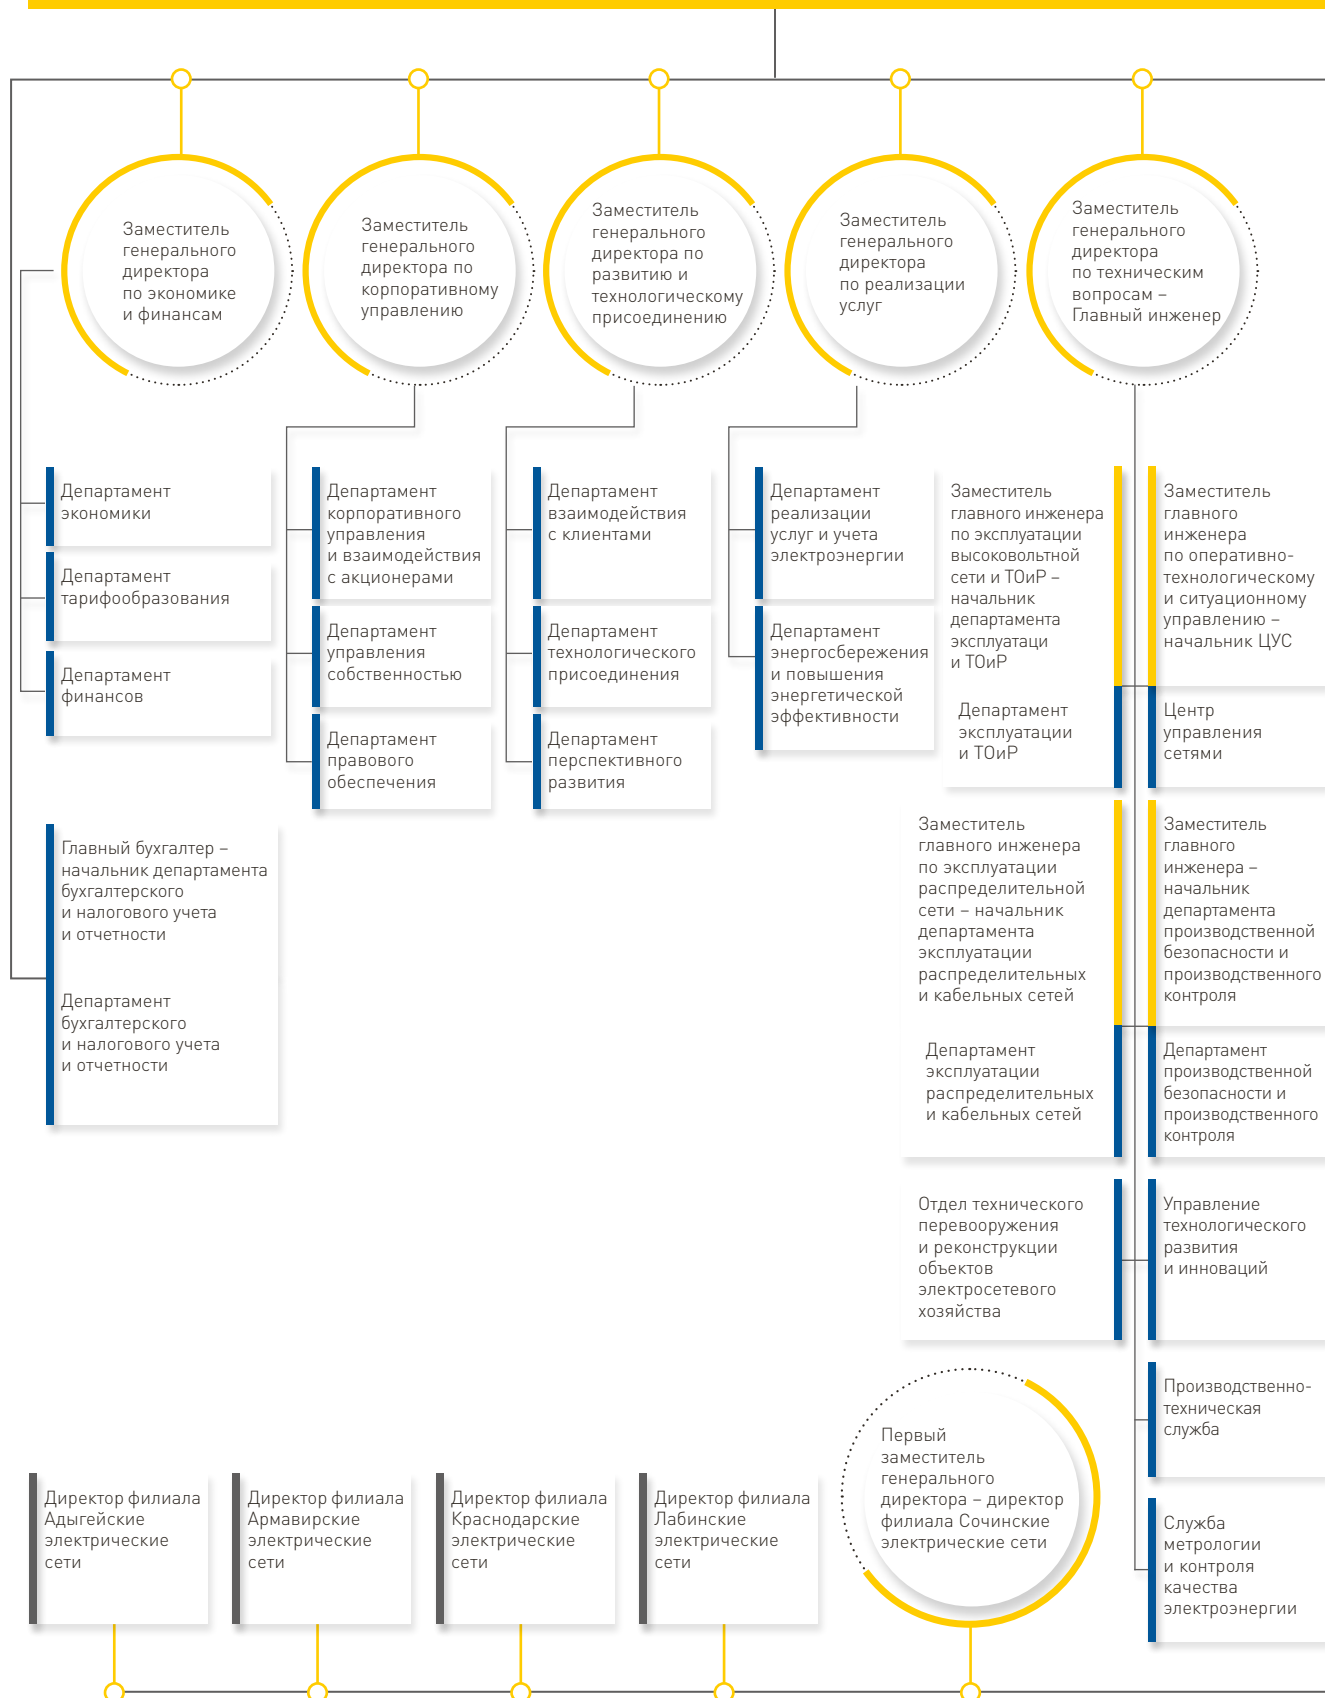 Заместитель
генерального
директора
по экономике
и финансам
Заместитель
генерального
директора по
корпоративному
управлению
Заместитель
генерального
директора по
развитию и
технологическому
присоединению
Заместитель
генерального
директора
по реализации
услуг
Заместитель
генерального
директора
по техническим
вопросам –
Главный инженер
Департамент
экономики
Департамент
тарифообразования
Департамент
финансов
Департамент
корпоративного
управления
и взаимодействия
с акционерами
Департамент
управления
собственностью
Департамент
правового
обеспечения
Департамент
взаимодействия
с клиентами
Департамент
технологического
присоединения
Департамент
перспективного
развития
Департамент
реализации
услуг и учета
электроэнергии
Департамент
энергосбережения
и повышения
энергетической
эффективности
Заместитель
главного инженера
по эксплуатации
высоковольтной
сети и ТОиР –
начальник
департамента
эксплуатаци
и ТОиР
Департамент
эксплуатации
и ТОиР
Заместитель
главного
инженера
по оперативно-
технологическому
и ситуационному
управлению –
начальник ЦУС
Центр
управления
сетями
Главный бухгалтер –
начальник департамента
бухгалтерского
и налогового учета
и отчетности
Департамент
бухгалтерского
и налогового учета
и отчетности
Заместитель
главного инженера
по эксплуатации
распределительной
сети – начальник
департамента
эксплуатации
распределительных
и кабельных сетей
Департамент
эксплуатации
распределительных
и кабельных сетей
Заместитель
главного
инженера –
начальник
департамента
производственной
безопасности и
производственного
контроля
Департамент
производственной
безопасности и
производственного
контроля
Отдел технического
перевооружения
и реконструкции
объектов
электросетевого
хозяйства
Управление
технологического
развития
и инноваций
Производственно-
техническая
служба
Служба
метрологии
и контроля
качества
электроэнергии
Директор филиала
Адыгейские
электрические
сети
Директор филиала
Армавирские
электрические
сети
Директор филиала
Краснодарские
электрические
сети
Директор филиала
Лабинские
электрические
сети
Первый
заместитель
генерального
директора – директор
филиала Сочинские
электрические сети